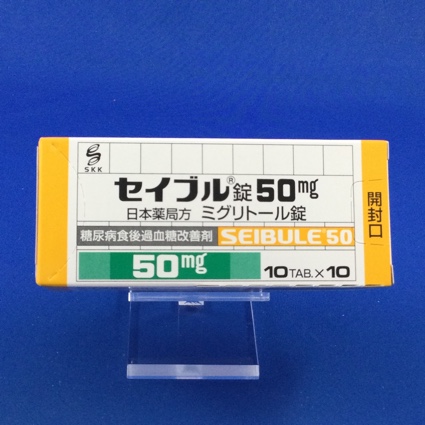 SKK
セイブル®錠50mg
日本薬局方 ミグリトール錠
糖尿病食後過血糖改善剤 SEIBULE 50
50mg
10TAB.×10
開封口